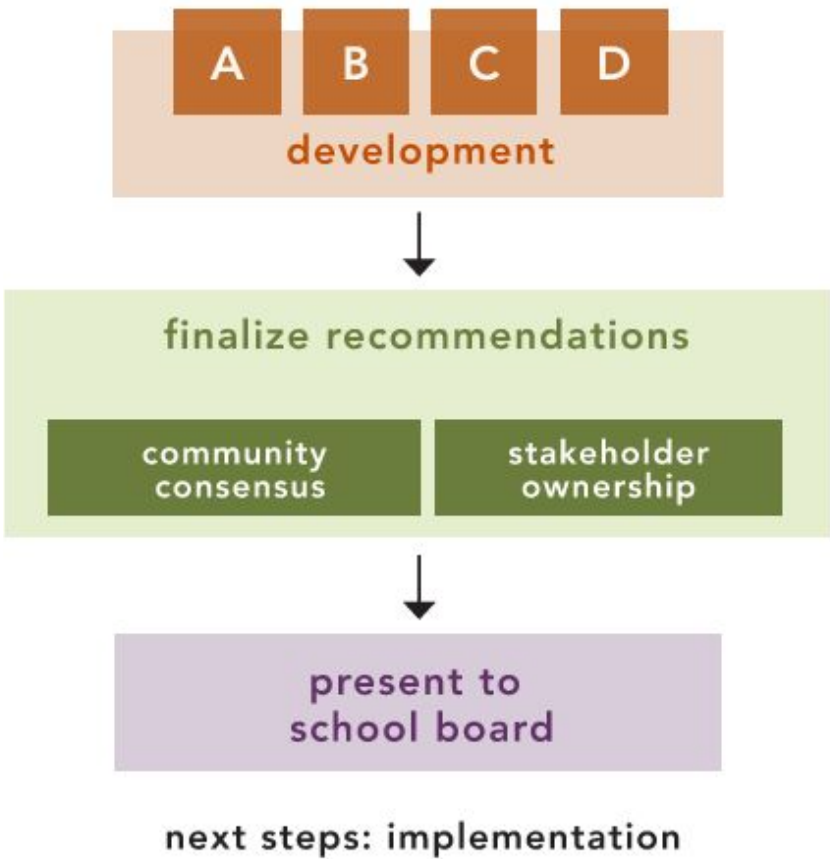 A B C D
development
finalize recommendations
community
consensus
stakeholder
ownership
present to
school board
next steps: implementation